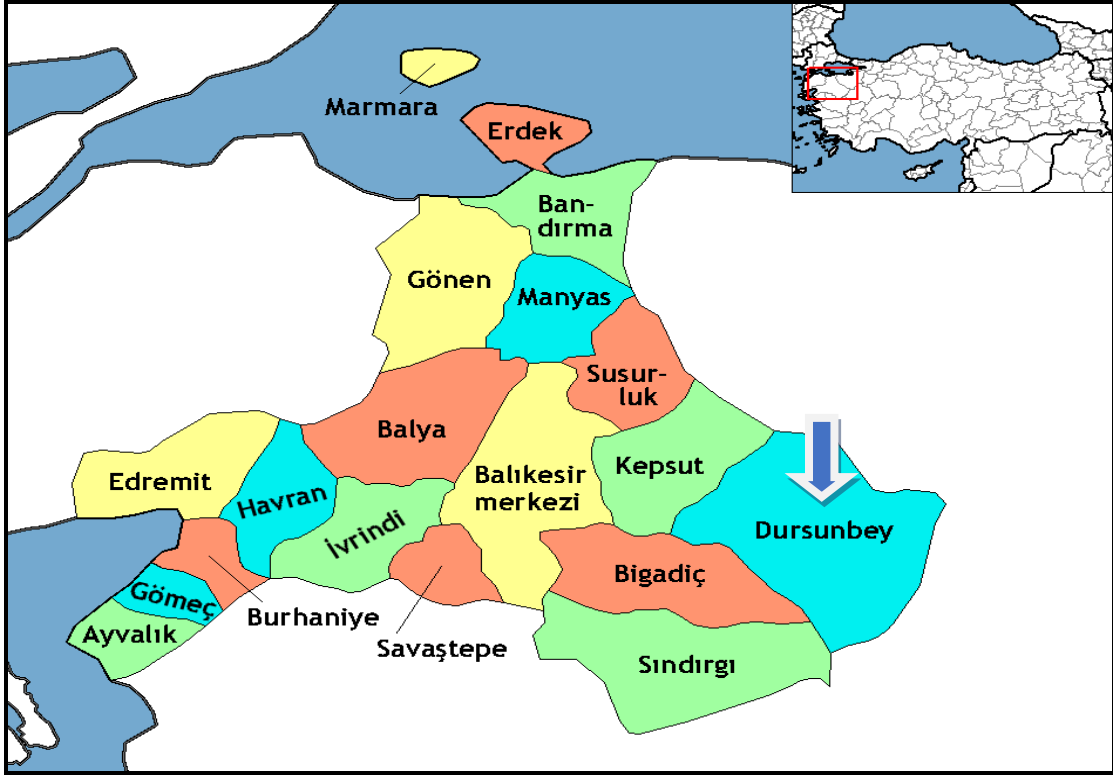 Marmara
Erdek
Ban-
dırma
Gönen
Manyas
Susur-
luk
Balya
Kepsut
Edremit
Havran
Balıkesir
merkezi
İvrindi
Dursunbey
Bigadiç
Gömeç
Burhaniye
Ayvalık
Savaştepe
Sındırgı